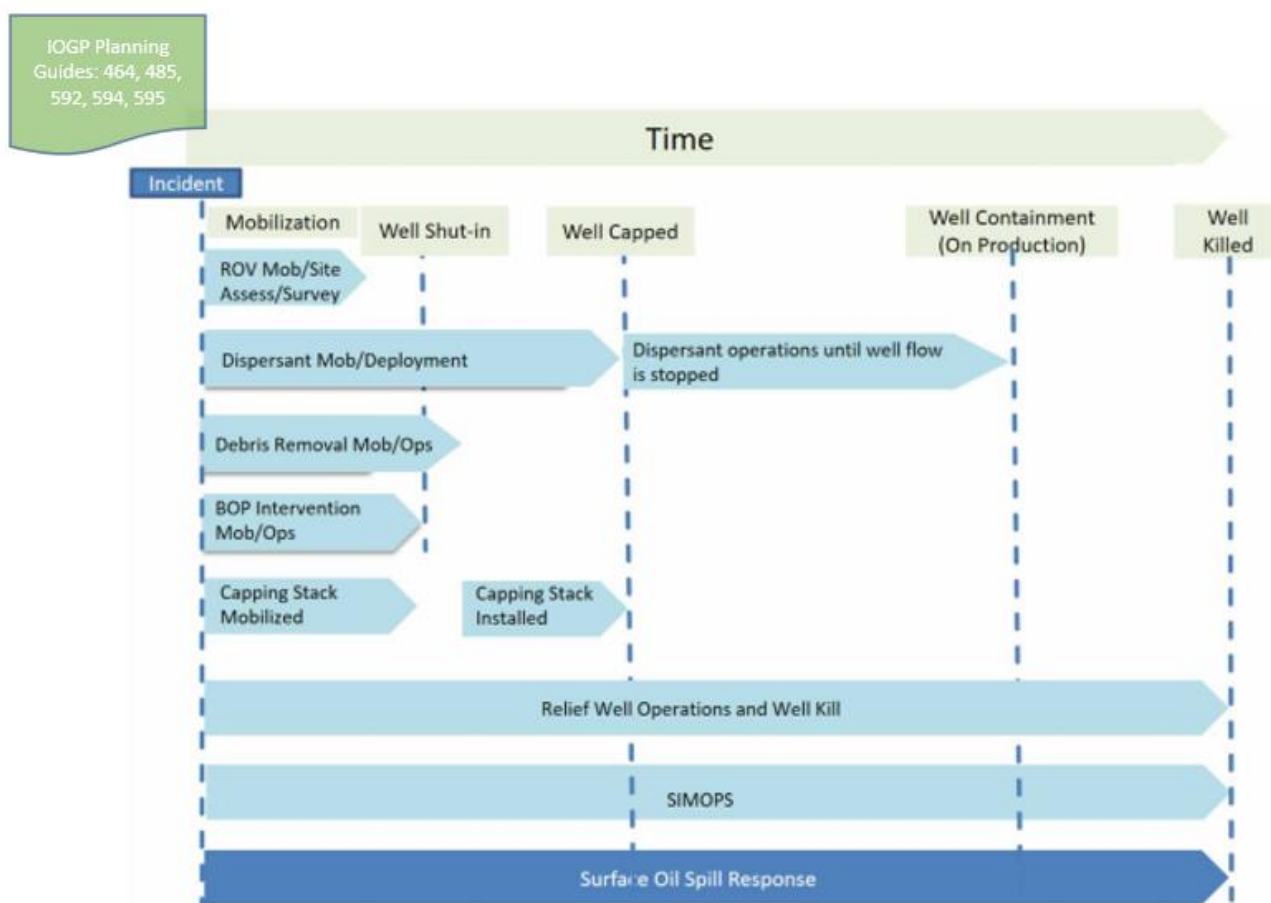 IOGP Planning
Guides: 464, 485,
592, 594, 595
Time
Incident
Mobilization
Well Shut-in
Well Capped
Well Containment
(On Production)
Well
Killed
ROV Mob/Site
Assess/Survey
Dispersant Mob/Deployment
Dispersant operations until well flow
is stopped
Debris Removal Mob/Ops
BOP Intervention
Mob/Ops
Capping Stack
Mobilized
Capping Stack
Installed
Relief Well Operations and Well Kill
SIMOPS
Surface Oil Spill Response